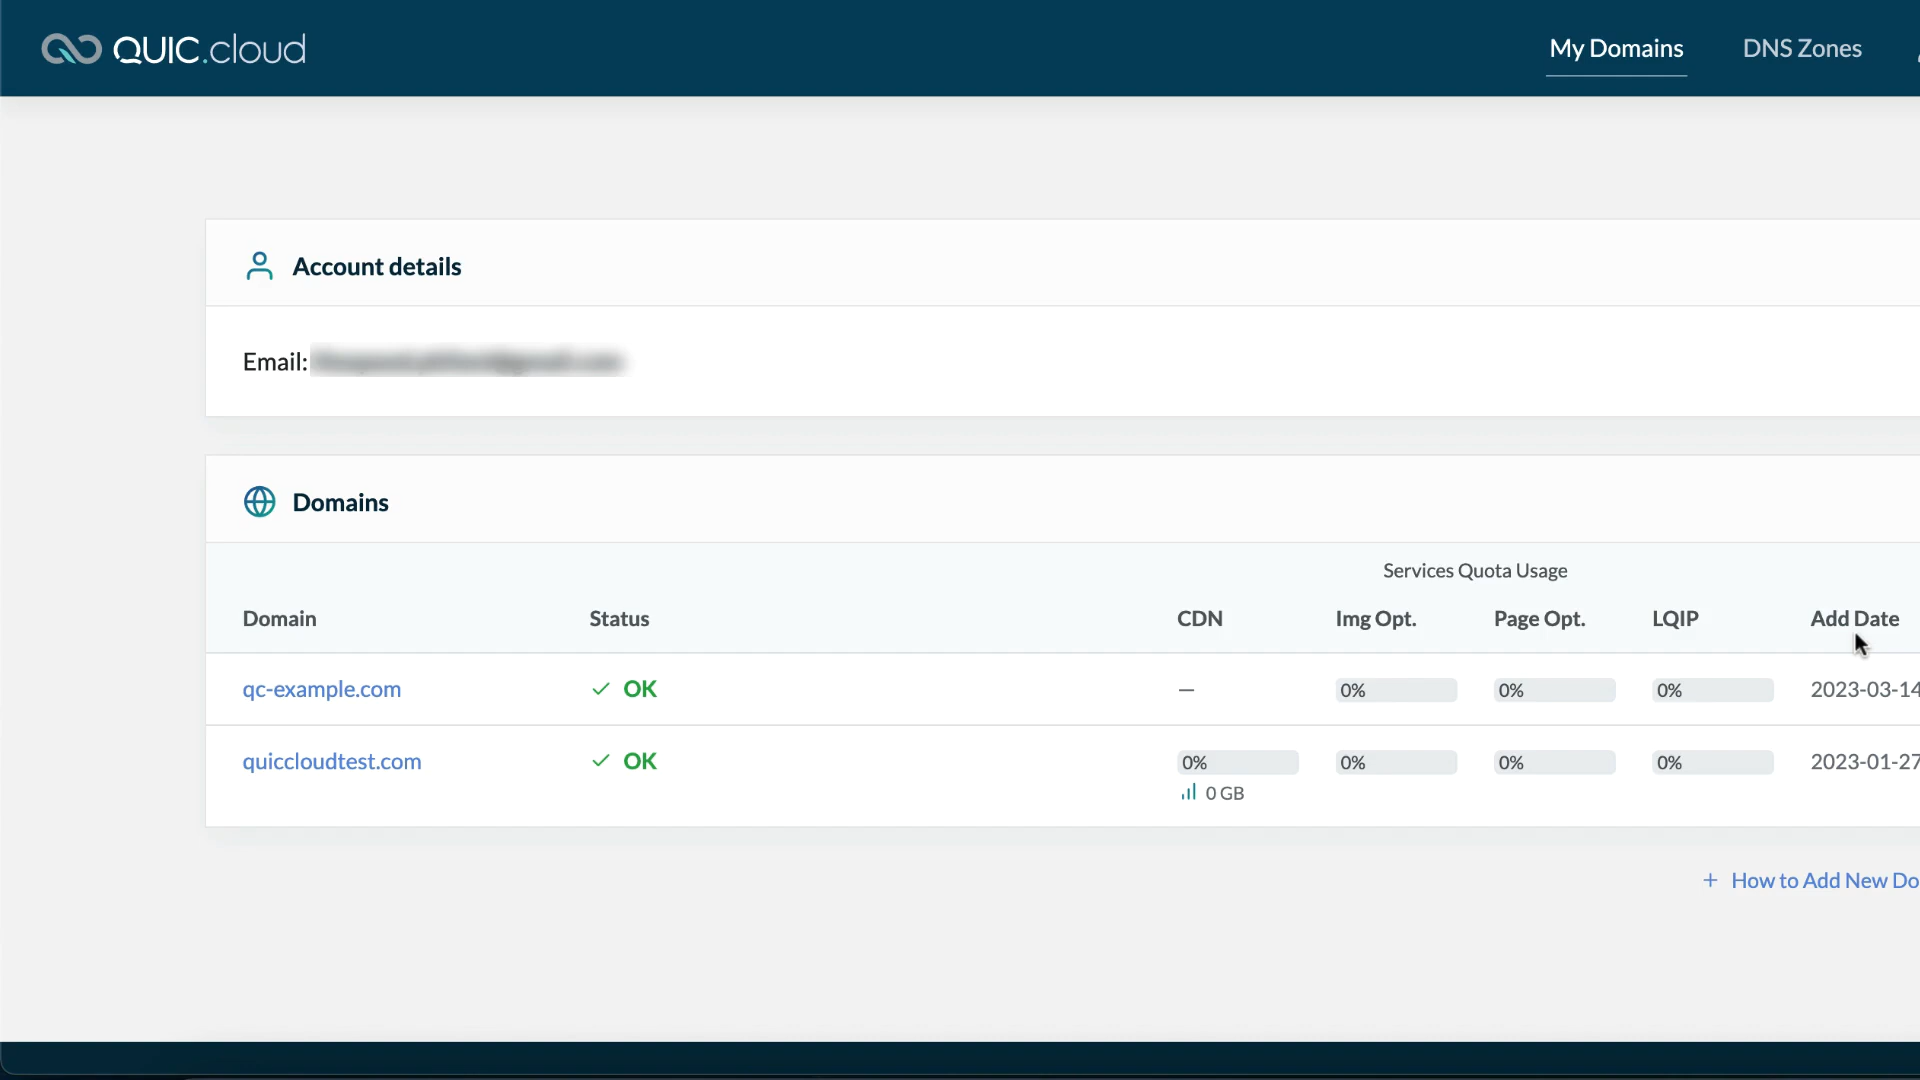 QUIC.cloud
My Domains DNS Zones
Account details
Email:
Domains
Services Quota Usage
Domain Status CDN Img Opt. Page Opt. LQIP Add Date
qc-example.com OK — 0% 0% 0% 2023-03-14
quiccloudtest.com OK 0% 0% 0% 0% 2023-01-27
0 GB
+ How to Add New Do